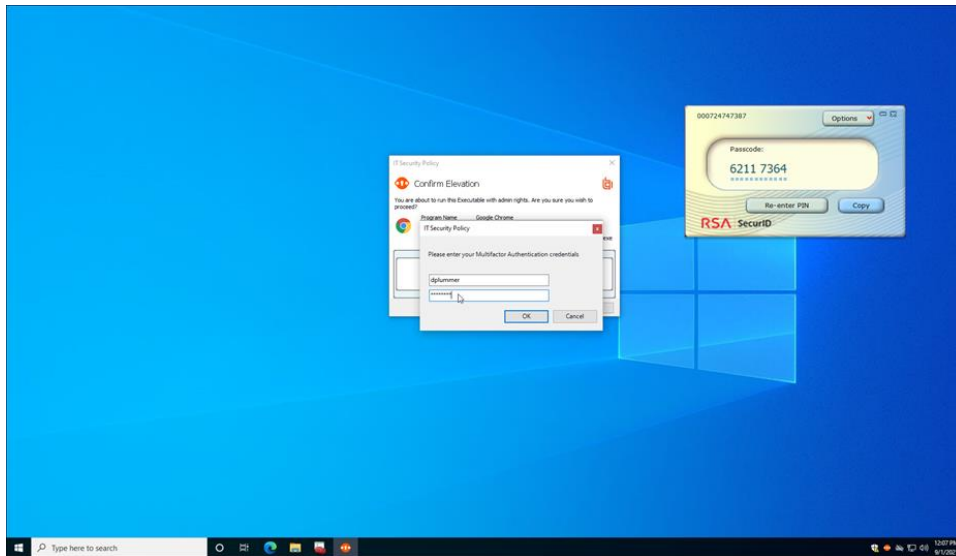 IT Security Policy
Confirm Elevation
You are about to run this Executable with admin rights. Are you sure you wish to
proceed?
Program Name Google Chrome
IT Security Policy
Please enter your Multifactor Authentication credentials
dplummer
********
OK Cancel
000724747387
Options
Passcode:
6211 7364
Re-enter PIN Copy
RSA SecurID
Type here to search
12:07 PM